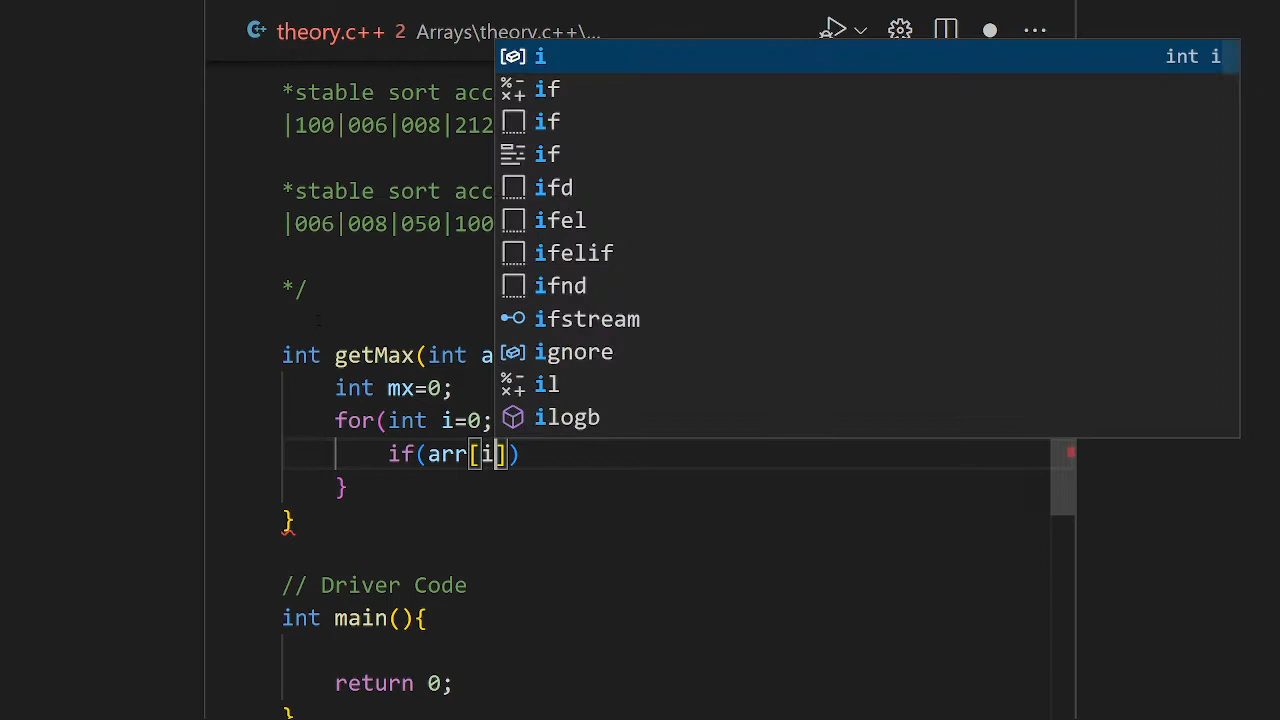 theory.c++ 2 Arrays\theory.c++\...
i int i
*stable sort acc
if
|100|006|008|212
if
if
*stable sort acc
ifd
|006|008|050|100
ifel
ifelif
*/
ifnd
ifstream
int getMax(int a
ignore
int mx=0;
il
for(int i=0;
ilogb
if(arr[i])
}
}
// Driver Code
int main(){
return 0;
}